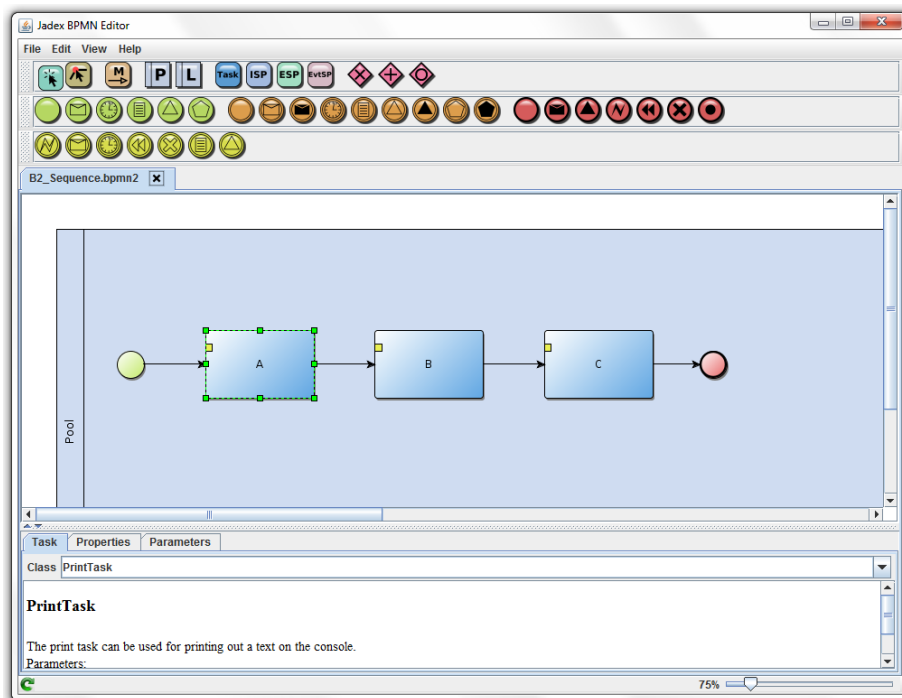 Jadex BPMN Editor
File Edit View Help
M P L Task ISP ESP EvtSP
B2_Sequence.bpmn2
A B C
Pool
Task Properties Parameters
Class PrintTask
PrintTask
The print task can be used for printing out a text on the console.
Parameters:
75%